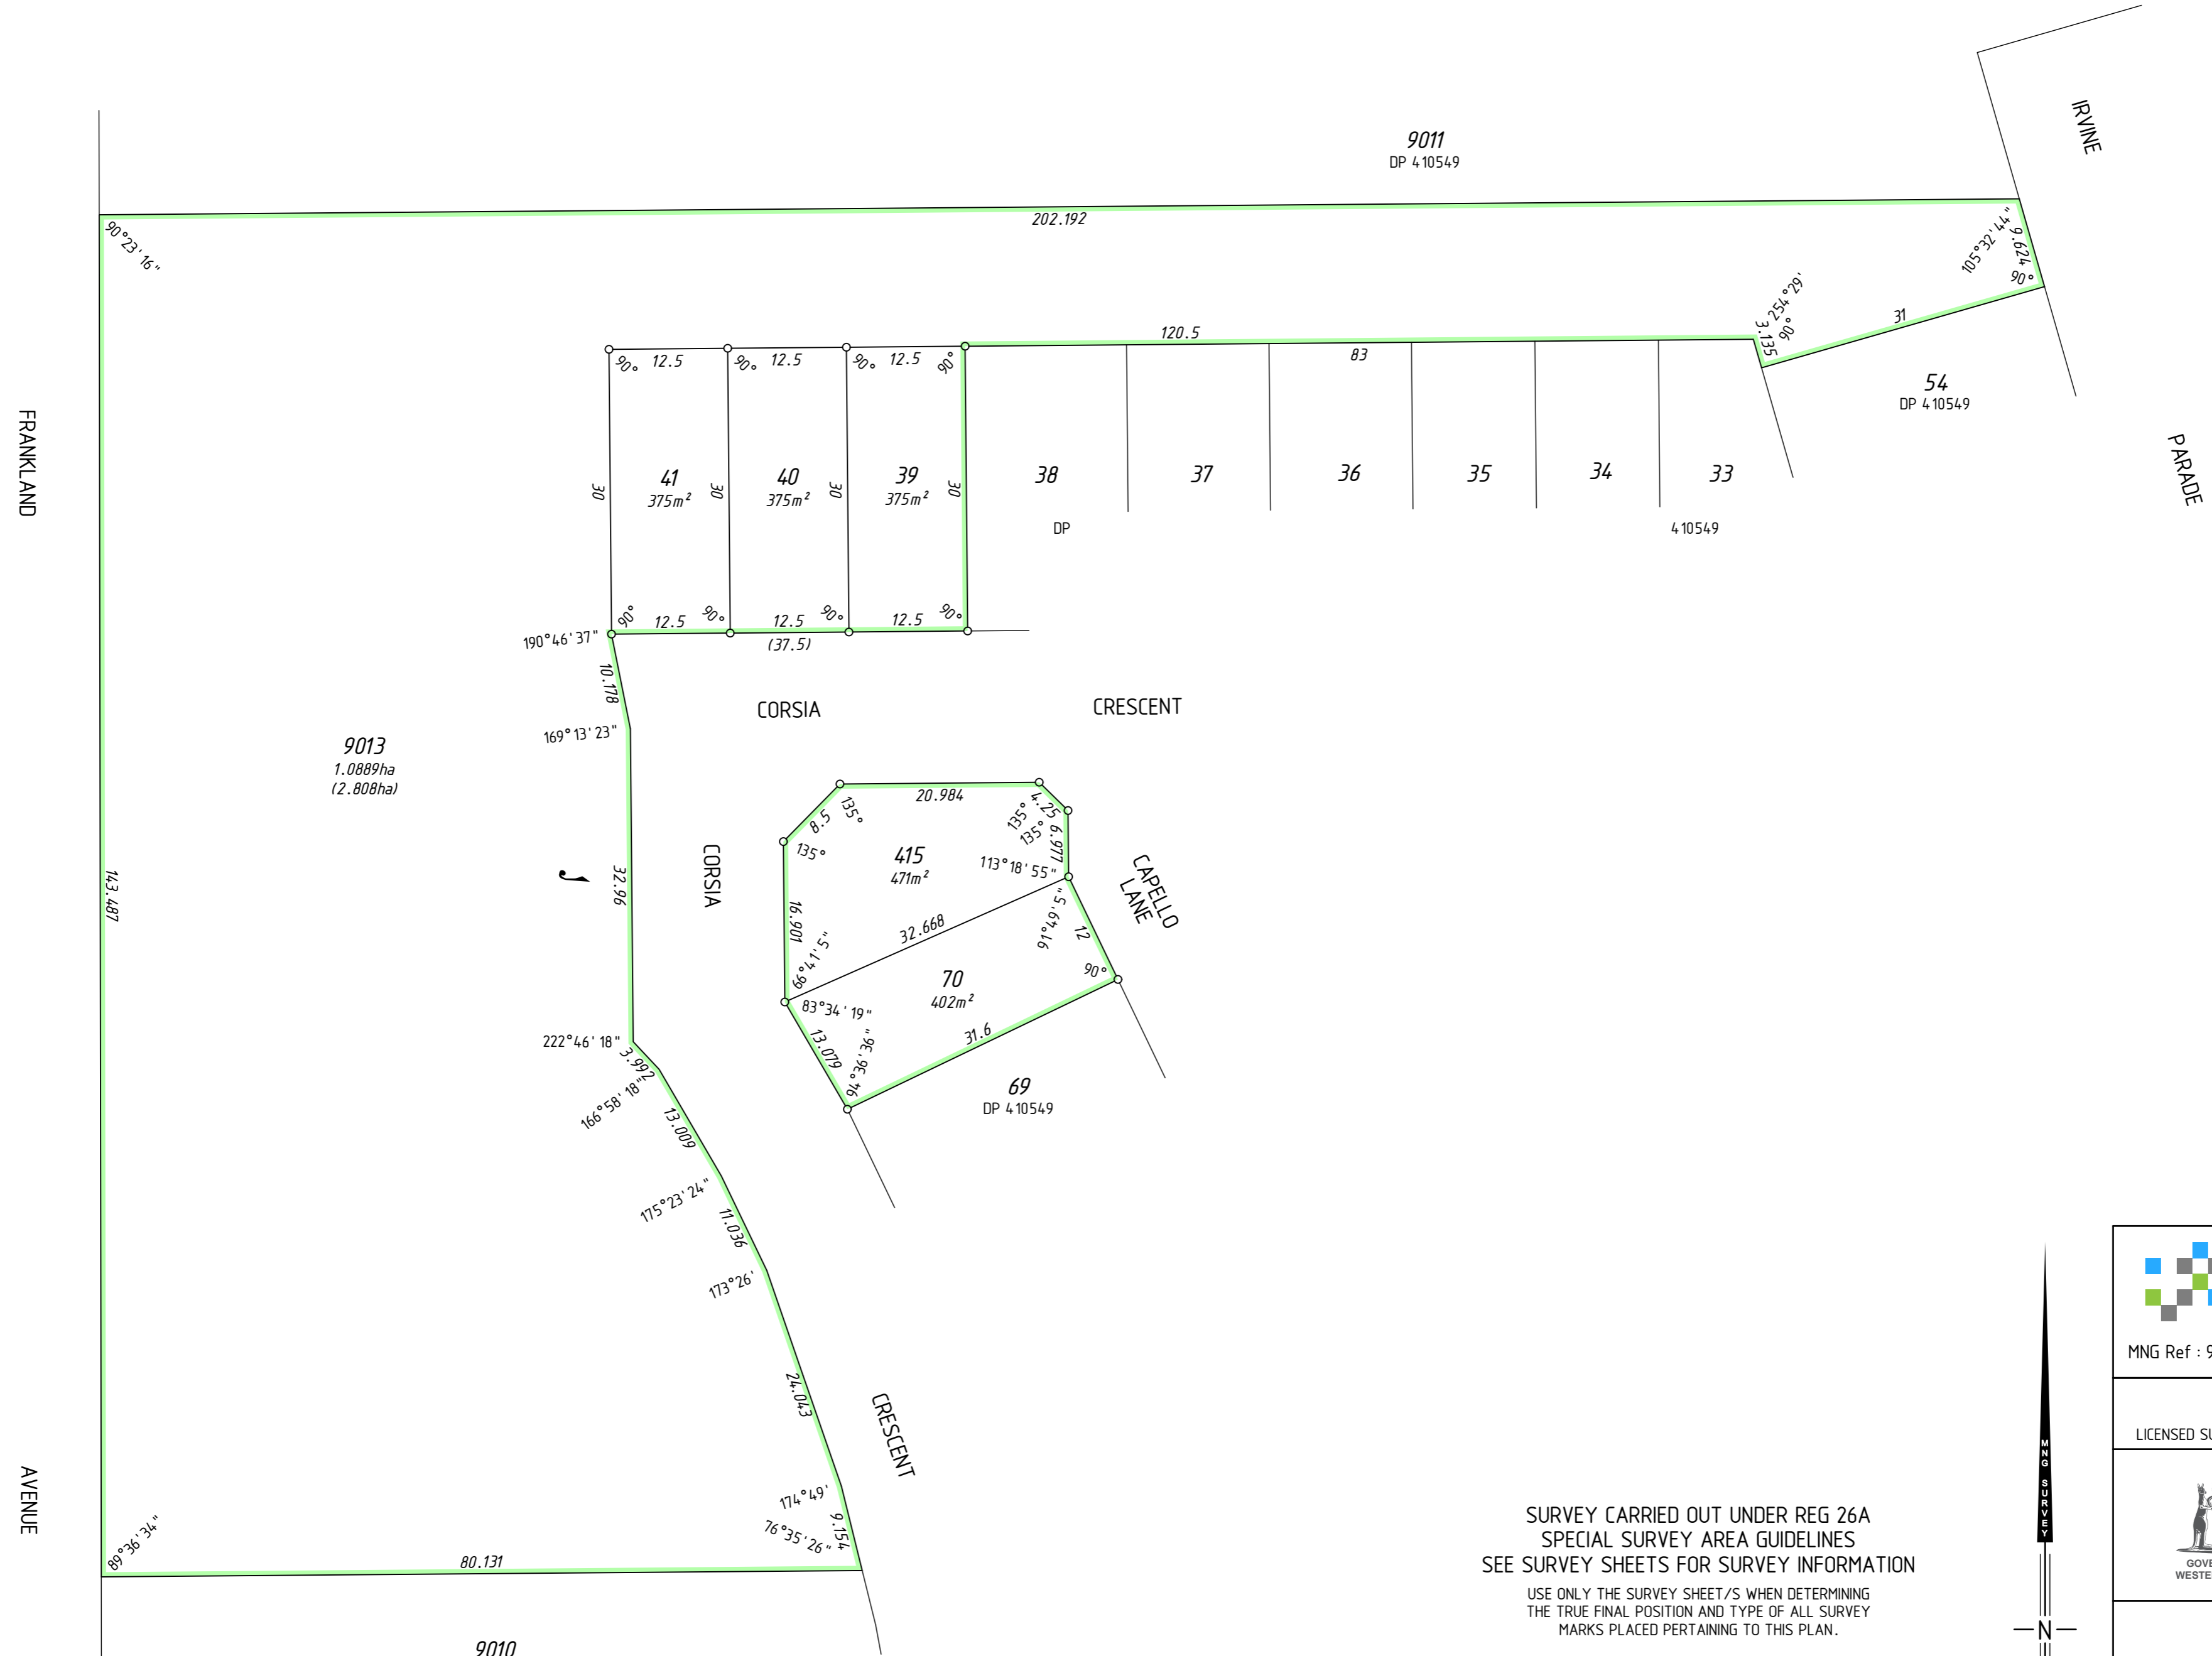 IRVINE
9011
DP 410549
202.192
90°23'16"
105°32'44"
9.624
90°
254°29'
90°
3.135
31
120.5
83
54
DP 410549
PARADE
FRANKLAND
90°
12.5
90°
12.5
90°
12.5
90°
30
41
375m²
30
40
375m²
30
39
375m²
30
38
37
36
35
34
33
DP
410549
90°
12.5
90°
12.5
90°
12.5
90°
(37.5)
190°46'37"
10.178
169°13'23"
CORSIA
CRESCENT
9013
1.0889ha
(2.808ha)
143.487
32.96
CORSIA
20.984
8.5
135°
135°
4.25
135°
135°
6.977
415
471m²
113°18'55"
CAPELLO
LANE
16.901
66°41'5"
32.668
91°49'5"
12
90°
70
402m²
83°34'19"
13.079
94°36'36"
31.6
69
DP 410549
222°46'18"
3.992
166°58'18"
13.009
175°23'24"
11.036
173°26'
24.043
CRESCENT
174°49'
9.154
76°35'26"
89°36'34"
80.131
AVENUE
9010
SURVEY CARRIED OUT UNDER REG 26A
SPECIAL SURVEY AREA GUIDELINES
SEE SURVEY SHEETS FOR SURVEY INFORMATION
USE ONLY THE SURVEY SHEET/S WHEN DETERMINING
THE TRUE FINAL POSITION AND TYPE OF ALL SURVEY
MARKS PLACED PERTAINING TO THIS PLAN.
MNG SURVEY
N
MNG Ref : 9
LICENSED SU
GOVE
WESTE